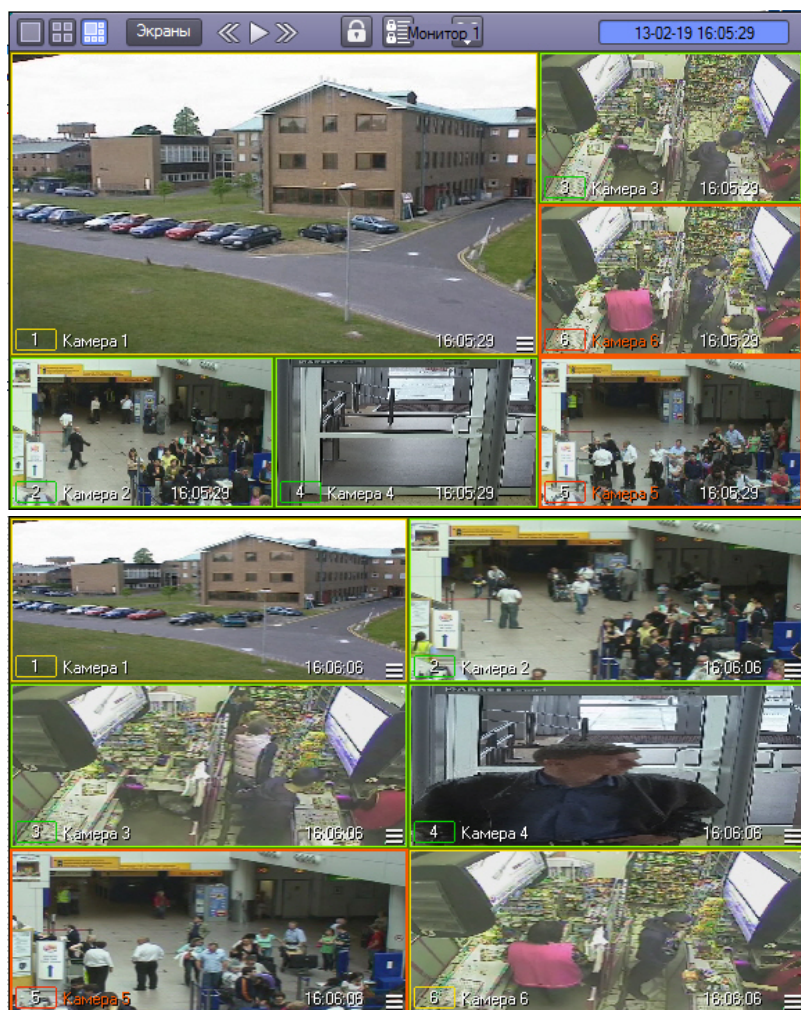 Экраны
Монитор 1
13-02-19 16:05:29
1 Камера 1 16:05:29
3 Камера 3 16:05:29
6 Камера 6 16:05:29
2 Камера 2 16:05:29
4 Камера 4 16:05:29
5 Камера 5 16:05:29
1 Камера 1 16:06:06
2 Камера 2 16:06:06
3 Камера 3 16:06:06
4 Камера 4 16:06:06
5 Камера 5 16:06:06
6 Камера 6 16:06:06